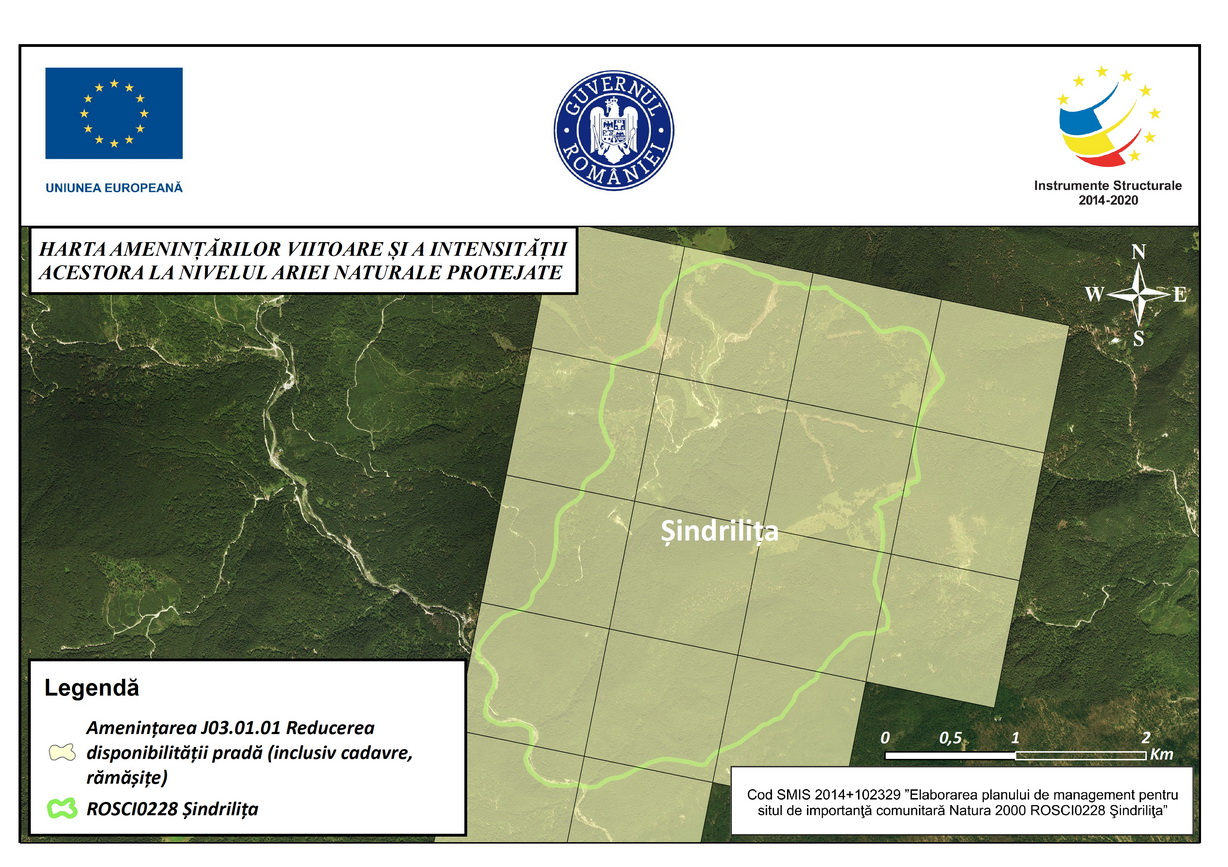 UNIUNEA EUROPEANĂ
GUVERNUL ROMÂNIEI
Instrumente Structurale
2014-2020
HARTA AMENINȚĂRILOR VIITOARE ȘI A INTENSITĂȚII
ACESTORA LA NIVELUL ARIEI NATURALE PROTEJATE
N
W E
S
Șindrilița
Legendă
Amenințarea J03.01.01 Reducerea
disponibilității pradă (inclusiv cadavre,
rămășițe)
ROSCI0228 Șindrilița
0 0,5 1 2
Km
Cod SMIS 2014+102329 ”Elaborarea planului de management pentru
situl de importanţă comunitară Natura 2000 ROSCI0228 Şindriliţa”